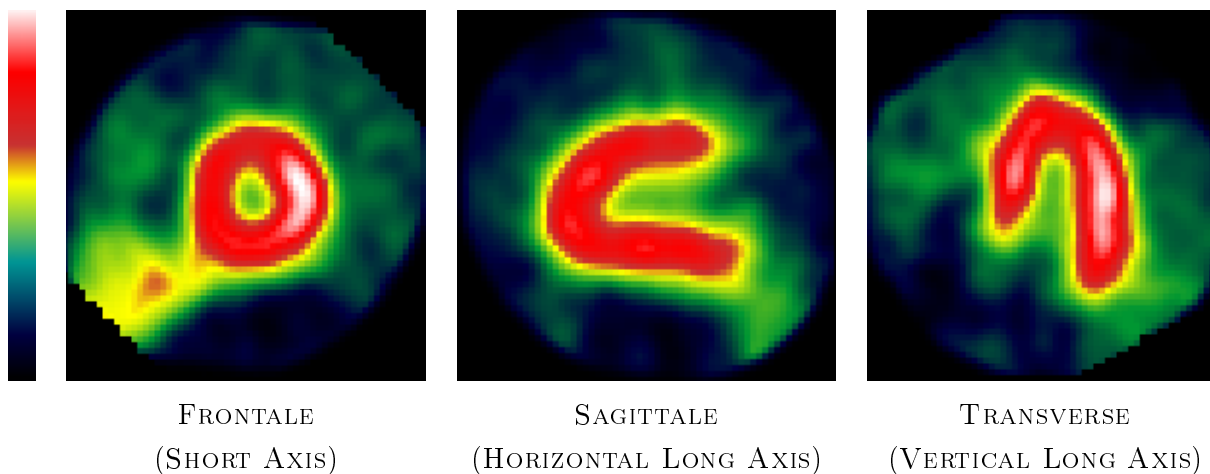 Frontale
(Short Axis)
Sagittale
(Horizontal Long Axis)
Transverse
(Vertical Long Axis)